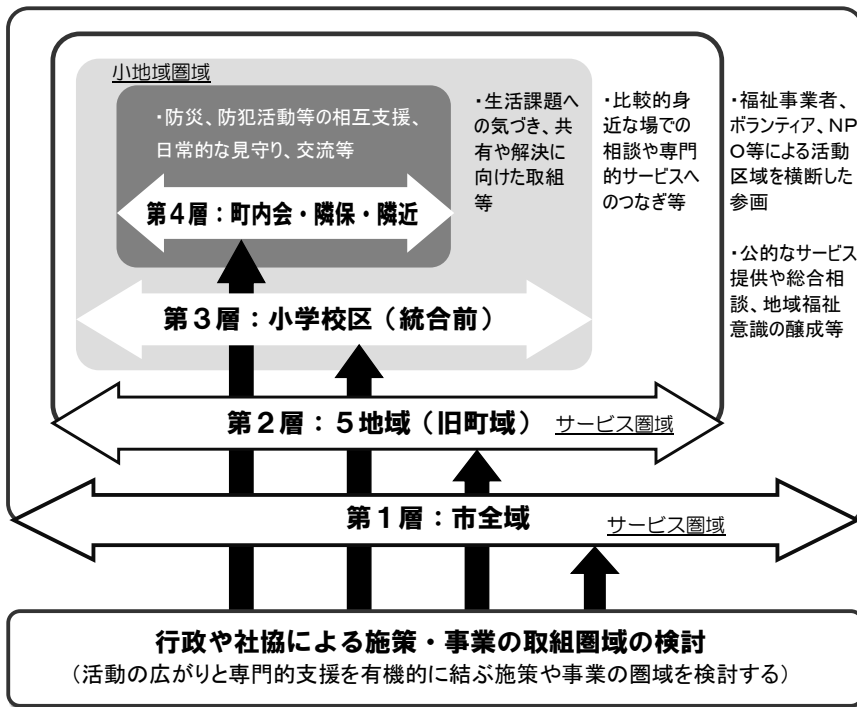 小地域圏域
・防災、防犯活動等の相互支援、
日常的な見守り、交流等
第4層：町内会・隣保・隣近
・生活課題へ
の気づき、共
有や解決に
向けた取組
等
・比較的身
近な場での
相談や専門
的サービスへ
のつなぎ等
・福祉事業者、
ボランティア、NP
O等による活動
区域を横断した
参画
・公的なサービス
提供や総合相
談、地域福祉
意識の醸成等
第3層：小学校区（統合前）
第2層：5地域（旧町域）
サービス圏域
第1層：市全域
サービス圏域
行政や社協による施策・事業の取組圏域の検討
（活動の広がりと専門的支援を有機的に結ぶ施策や事業の圏域を検討する）